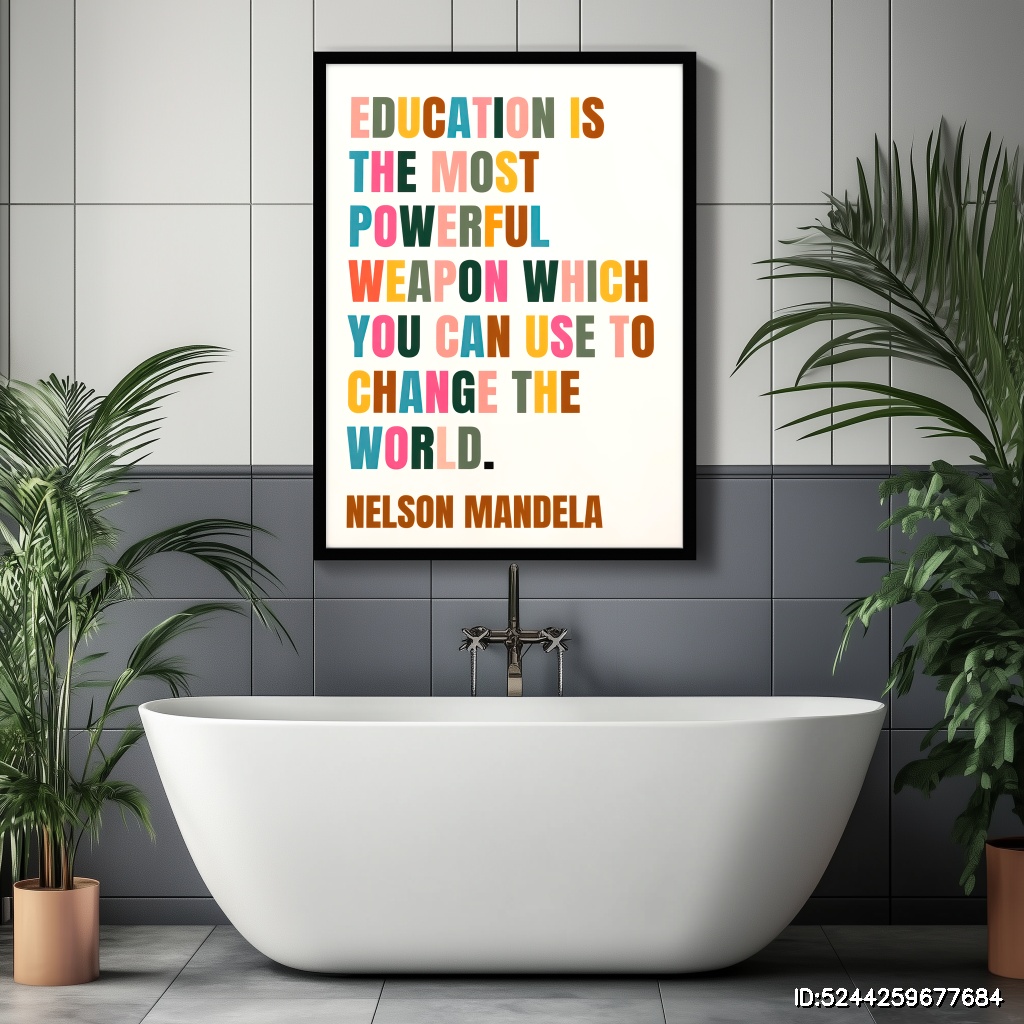 EDUCATION IS
THE MOST
POWERFUL
WEAPON WHICH
YOU CAN USE TO
CHANGE THE
WORLD.
NELSON MANDELA
ID:5244259677684